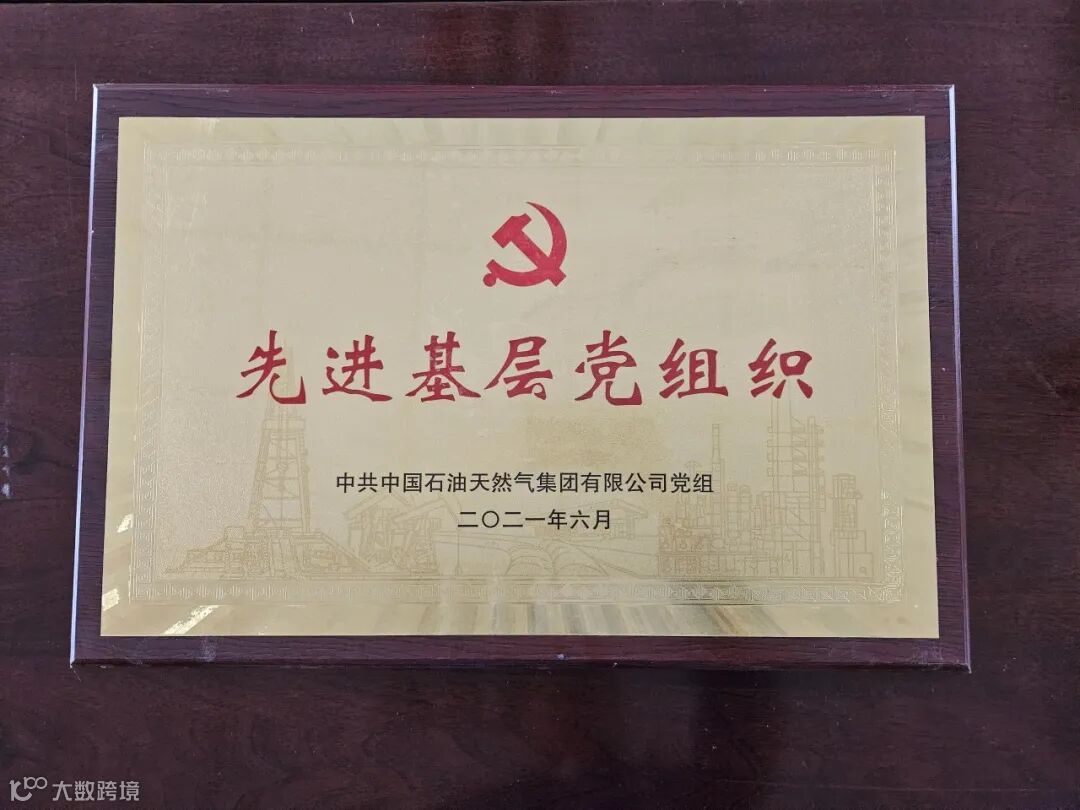 先进基层党组织
中共中国石油天然气集团有限公司党组
二〇二一年六月
大数跨境